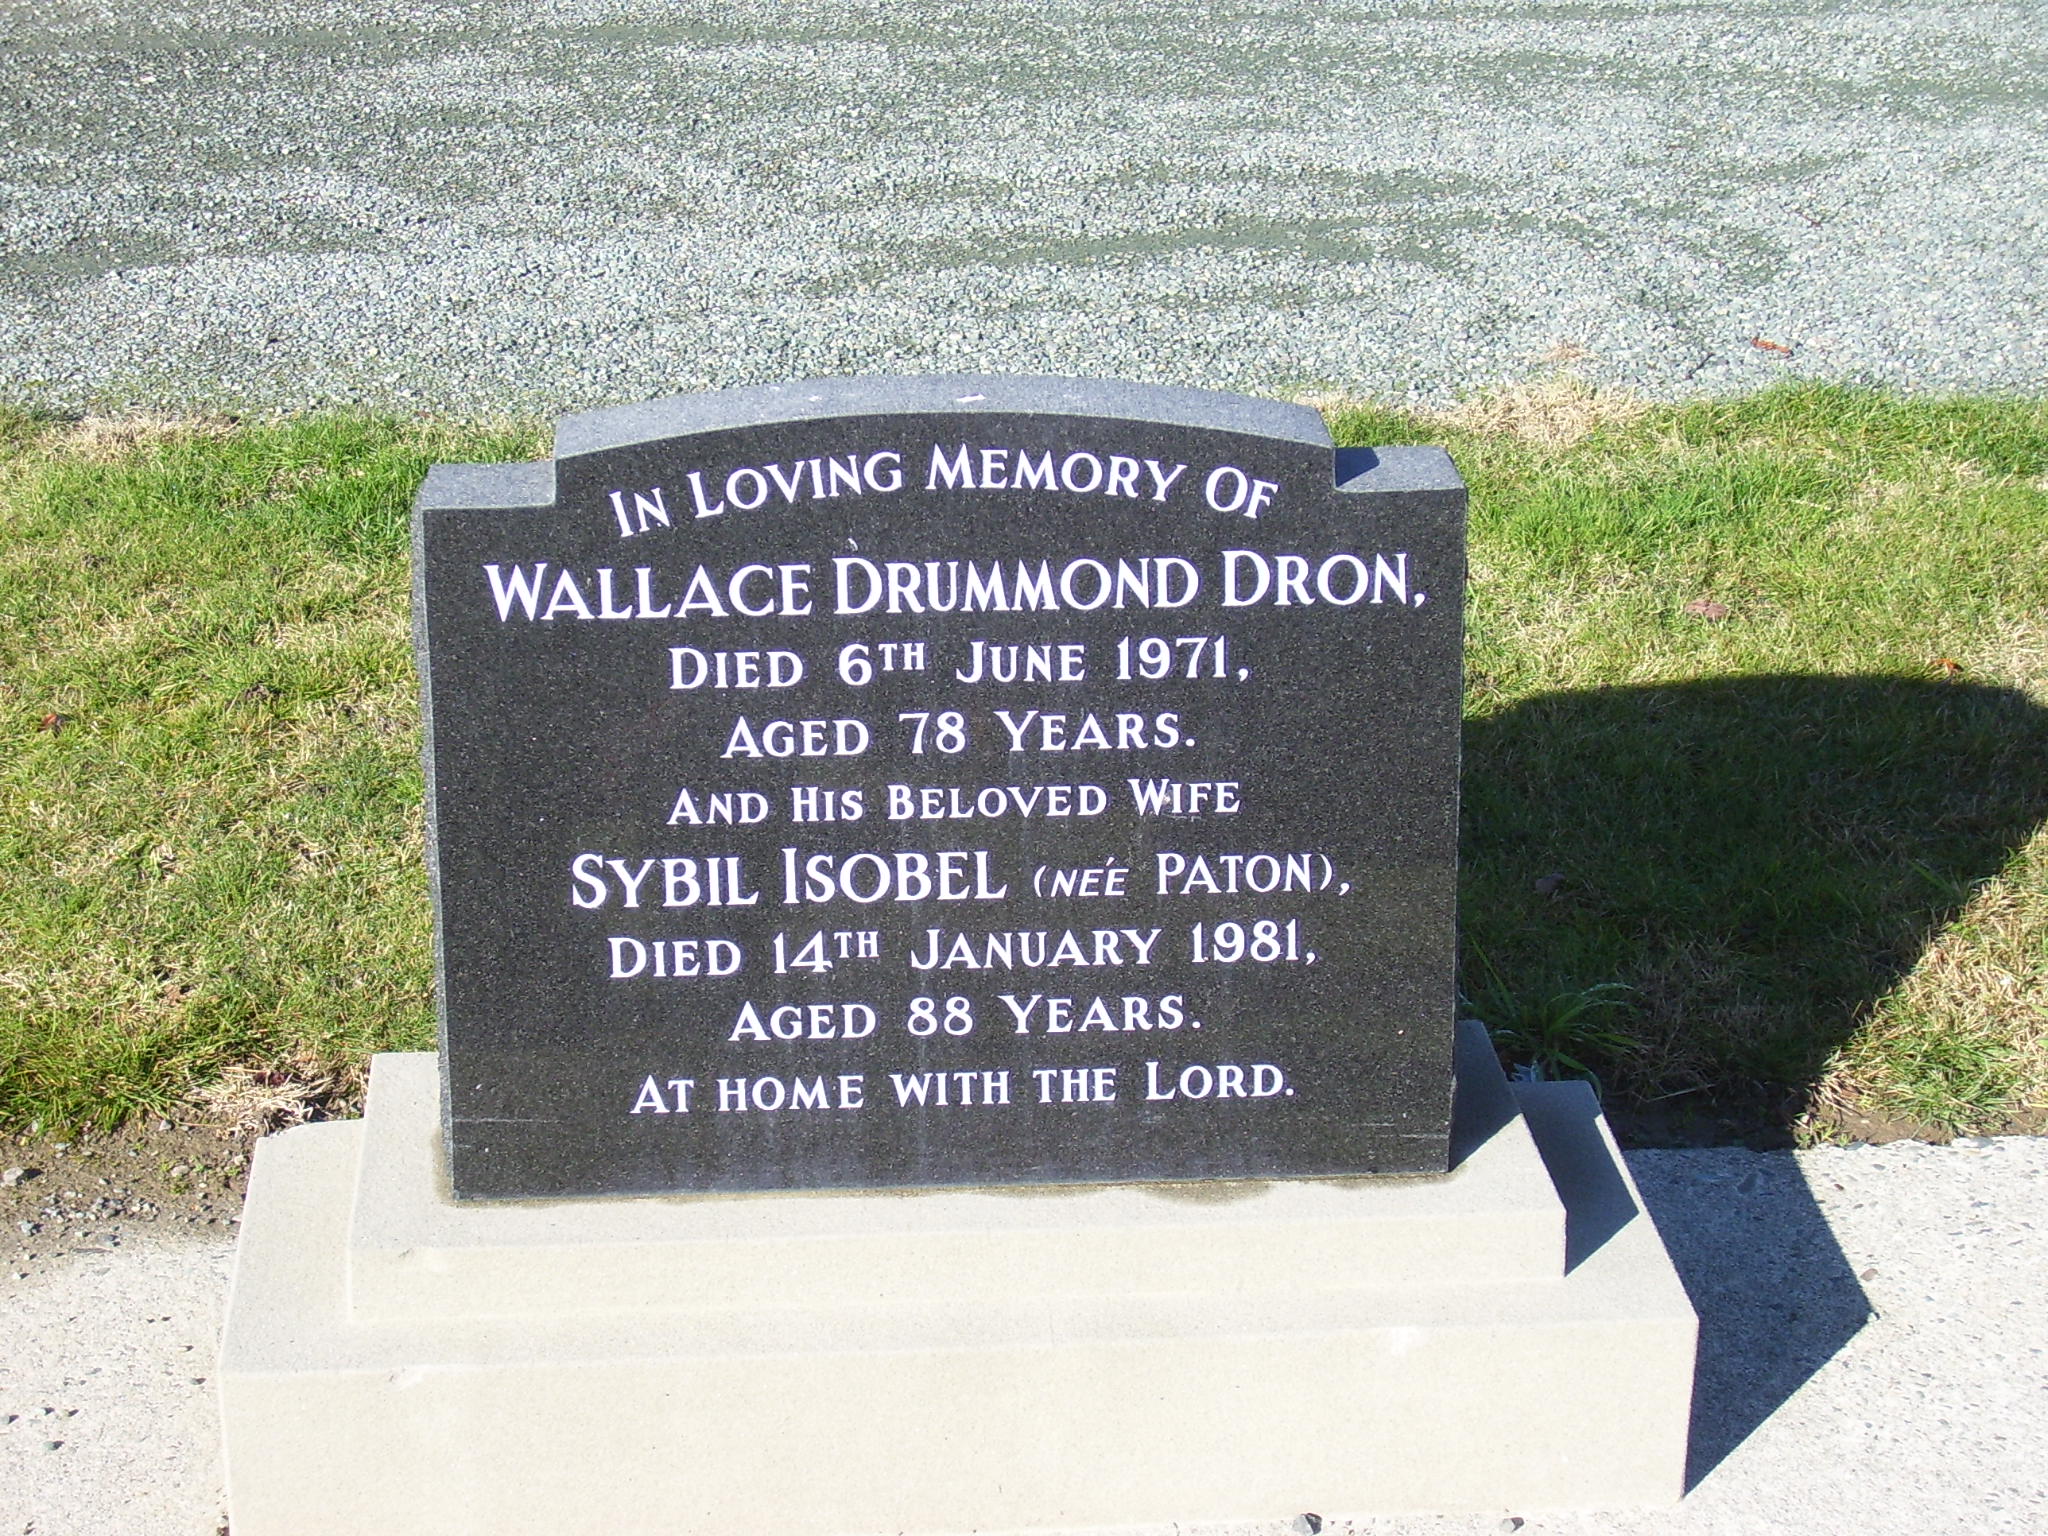 In Loving Memory Of
Wallace Drummond Dron,
Died 6th June 1971,
Aged 78 Years.
And His Beloved Wife
Sybil Isobel (neé Paton),
Died 14th January 1981,
Aged 88 Years.
At home with the Lord.